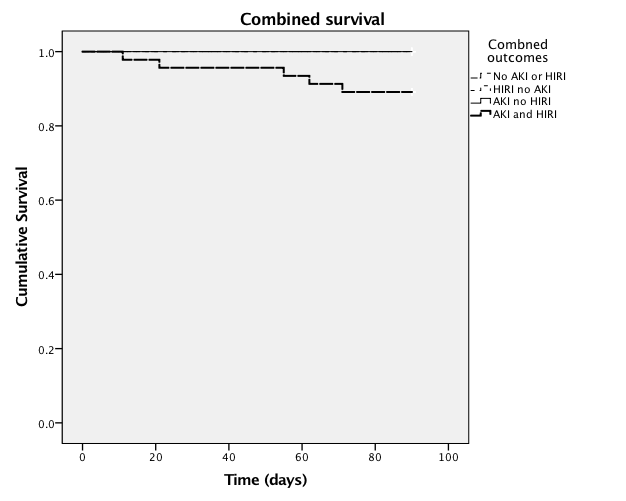 Combined survival
Combned
outcomes
No AKI or HIRI
HIRI no AKI
AKI no HIRI
AKI and HIRI
Cumulative Survival
1.0
0.8
0.6
0.4
0.2
0.0
0 20 40 60 80 100
Time (days)